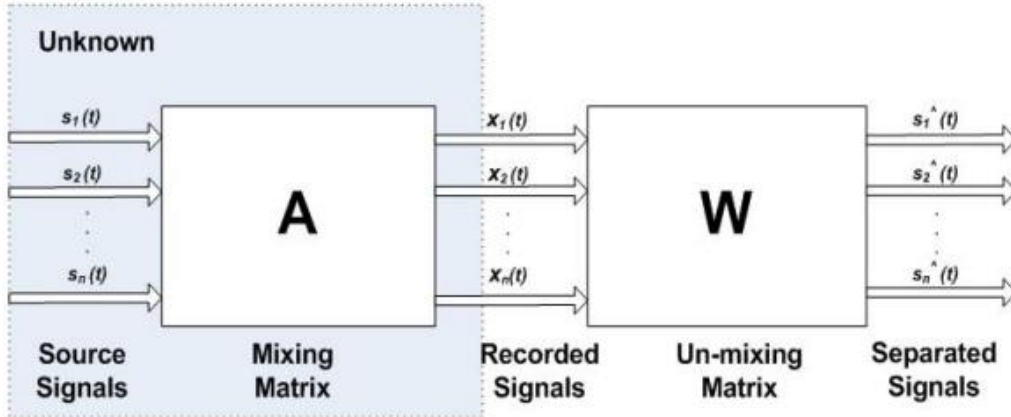 Unknown
s1(t)
x1(t)
s1^(t)
s2(t)
x2(t)
s2^(t)
A
W
sn(t)
xn(t)
sn^(t)
Source
Signals
Mixing
Matrix
Recorded
Signals
Un-mixing
Matrix
Separated
Signals